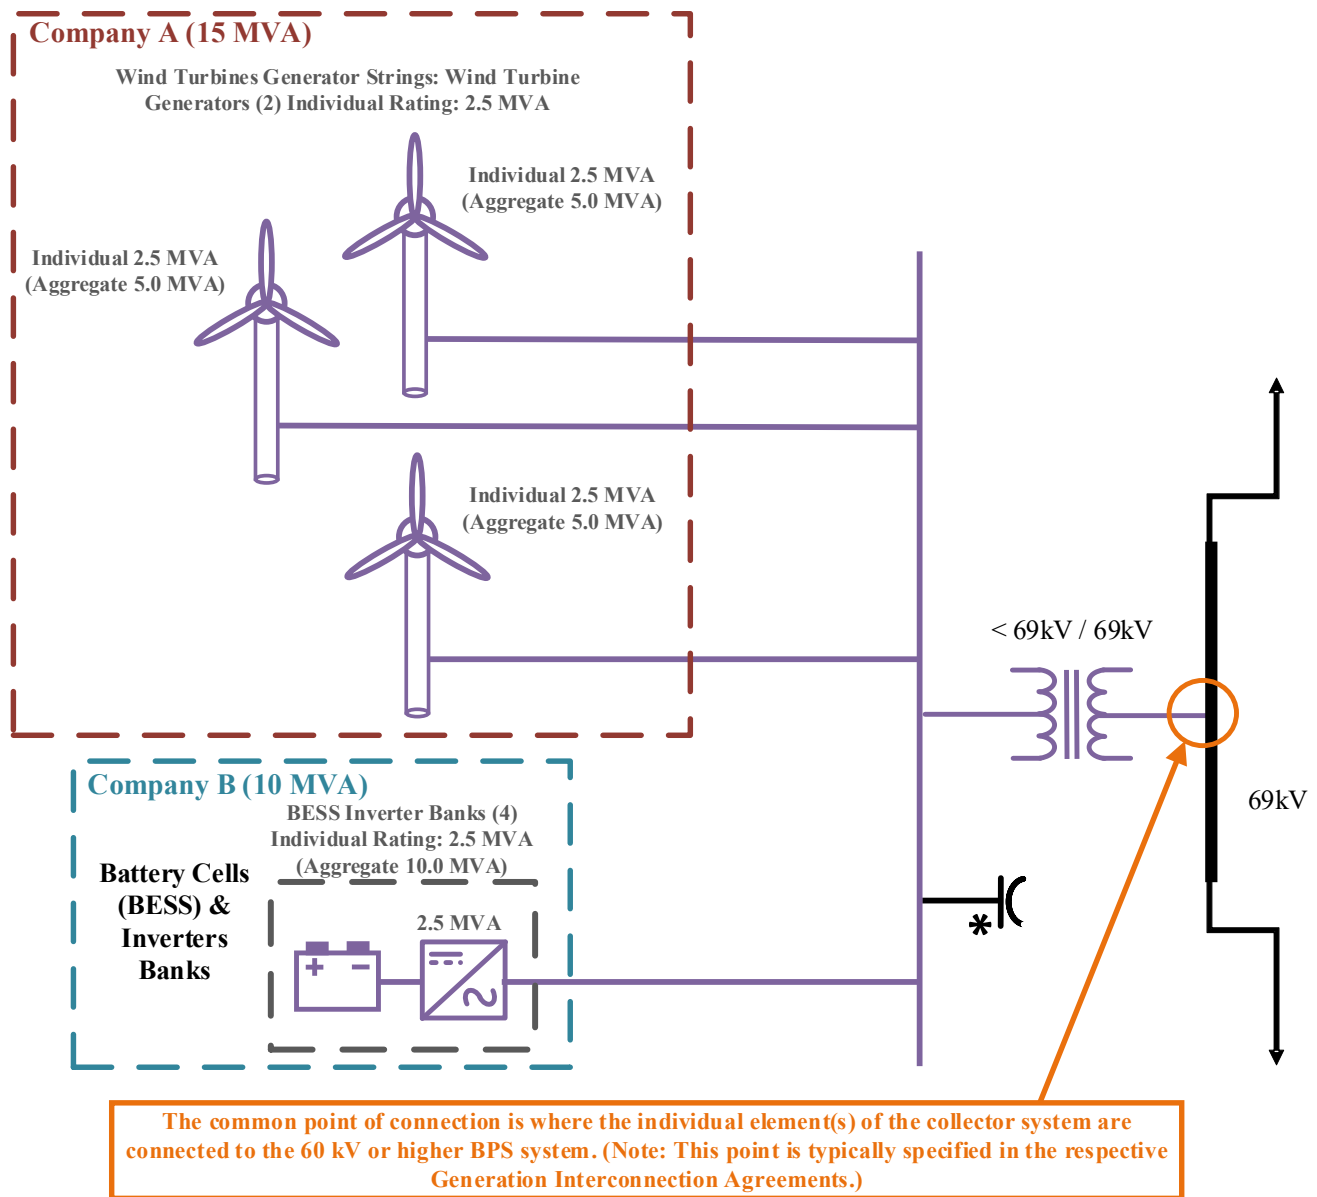 Company A (15 MVA)
Wind Turbines Generator Strings: Wind Turbine
Generators (2) Individual Rating: 2.5 MVA
Individual 2.5 MVA
(Aggregate 5.0 MVA)
Individual 2.5 MVA
(Aggregate 5.0 MVA)
Individual 2.5 MVA
(Aggregate 5.0 MVA)
< 69kV / 69kV
69kV
Company B (10 MVA)
BESS Inverter Banks (4)
Individual Rating: 2.5 MVA
(Aggregate 10.0 MVA)
Battery Cells
(BESS) &
Inverters
Banks
2.5 MVA
*
The common point of connection is where the individual element(s) of the collector system are
connected to the 60 kV or higher BPS system. (Note: This point is typically specified in the respective
Generation Interconnection Agreements.)